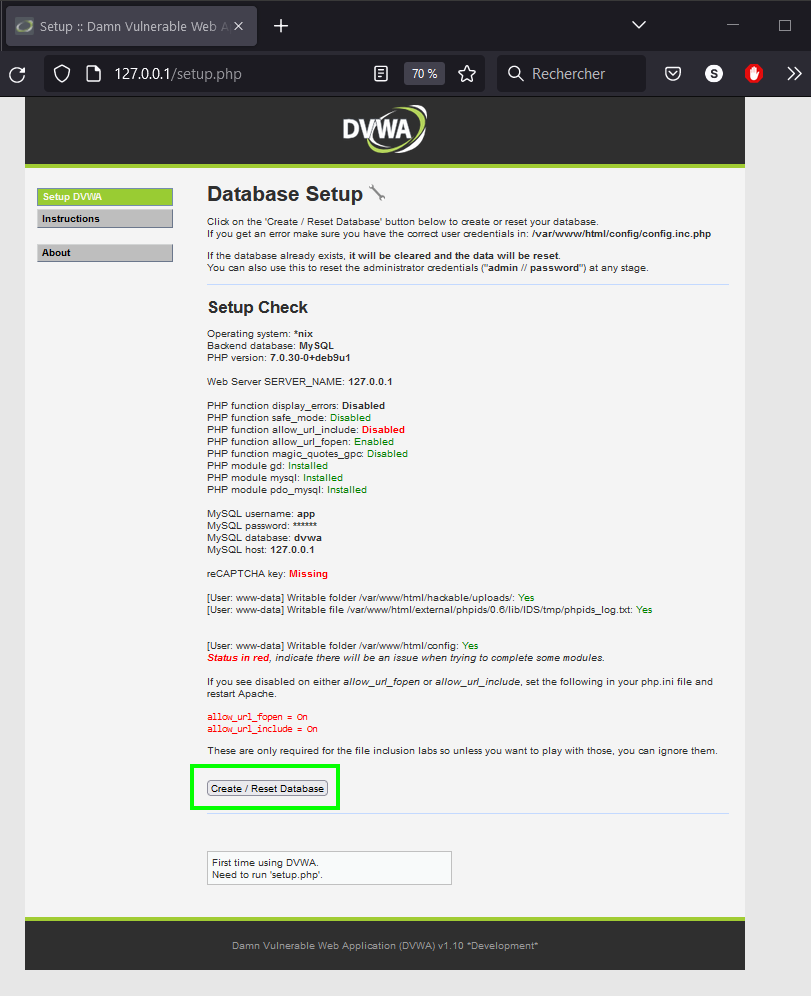 Setup :: Damn Vulnerable Web A
127.0.0.1/setup.php
70 %
Rechercher
S
DVWA
Setup DVWA
Instructions
About
Database Setup
Click on the 'Create / Reset Database' button below to create or reset your database.
If you get an error make sure you have the correct user credentials in: /var/www/html/config/config.inc.php
If the database already exists, it will be cleared and the data will be reset.
You can also use this to reset the administrator credentials ("admin // password") at any stage.
Setup Check
Operating system: *nix
Backend database: MySQL
PHP version: 7.0.30-0+deb9u1
Web Server SERVER_NAME: 127.0.0.1
PHP function display_errors: Disabled
PHP function safe_mode: Disabled
PHP function allow_url_include: Disabled
PHP function allow_url_fopen: Enabled
PHP function magic_quotes_gpc: Disabled
PHP module gd: Installed
PHP module mysql: Installed
PHP module pdo_mysql: Installed
MySQL username: app
MySQL password: ******
MySQL database: dvwa
MySQL host: 127.0.0.1
reCAPTCHA key: Missing
[User: www-data] Writable folder /var/www/html/hackable/uploads/: Yes
[User: www-data] Writable file /var/www/html/external/phpids/0.6/lib/IDS/tmp/phpids_log.txt: Yes
[User: www-data] Writable folder /var/www/html/config: Yes
Status in red, indicate there will be an issue when trying to complete some modules.
If you see disabled on either allow_url_fopen or allow_url_include, set the following in your php.ini file and
restart Apache.
allow_url_fopen = On
allow_url_include = On
These are only required for the file inclusion labs so unless you want to play with those, you can ignore them.
Create / Reset Database
First time using DVWA.
Need to run 'setup.php'.
Damn Vulnerable Web Application (DVWA) v1.10 *Development*